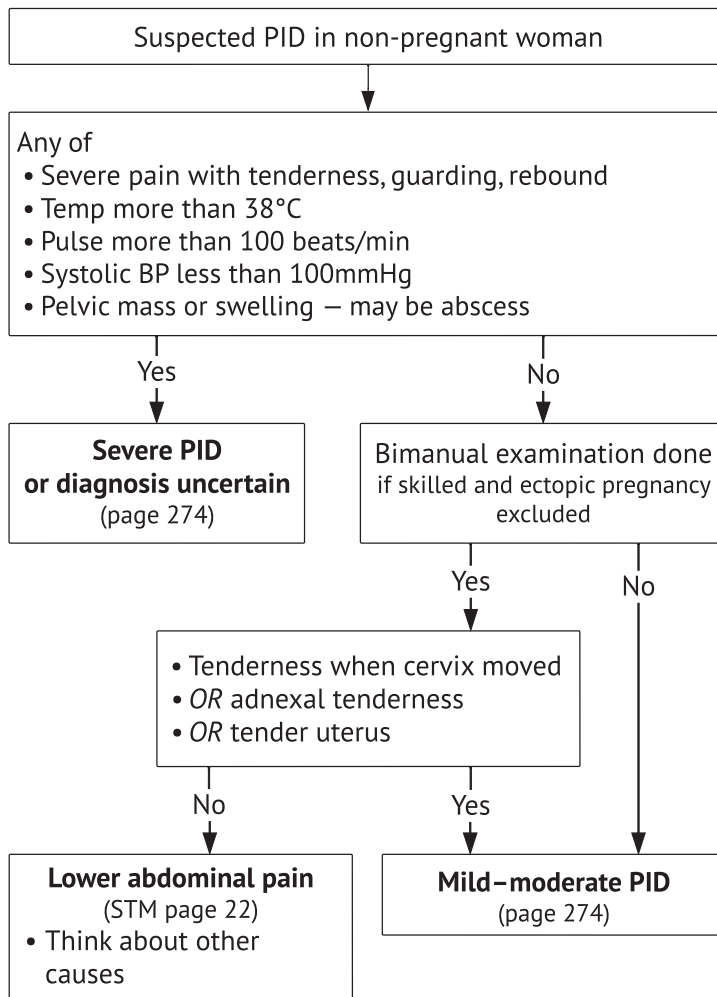 Suspected PID in non-pregnant woman
Any of
• Severe pain with tenderness, guarding, rebound
• Temp more than 38°C
• Pulse more than 100 beats/min
• Systolic BP less than 100mmHg
• Pelvic mass or swelling — may be abscess
Yes
No
Severe PID
or diagnosis uncertain
(page 274)
Bimanual examination done
if skilled and ectopic pregnancy
excluded
Yes
No
• Tenderness when cervix moved
• OR adnexal tenderness
• OR tender uterus
No
Yes
Lower abdominal pain
(STM page 22)
• Think about other
causes
Mild–moderate PID
(page 274)